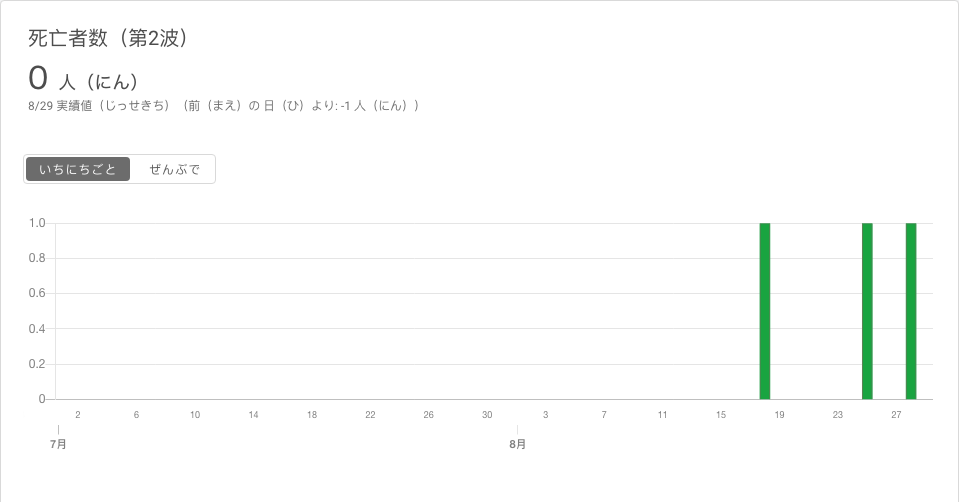 死亡者数（第2波）
0 人（にん）
8/29 実績値（じっせきち）（前（まえ）の 日（ひ）より: -1 人（にん））
いちにちごと ぜんぶで
1.0
0.8
0.6
0.4
0.2
0
2 6 10 14 18 22 26 30 3 7 11 15 19 23 27
7月 8月